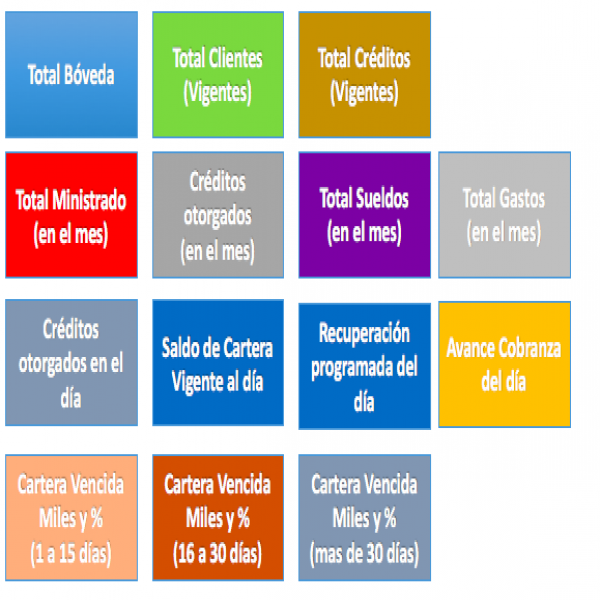 Total Bóveda
Total Clientes
(Vigentes)
Total Créditos
(Vigentes)
Total Ministrado
(en el mes)
Créditos
otorgados
(en el mes)
Total Sueldos
(en el mes)
Total Gastos
(en el mes)
Créditos
otorgados en el
día
Saldo de Cartera
Vigente al día
Recuperación
programada del
día
Avance Cobranza
del día
Cartera Vencida
Miles y %
(1 a 15 días)
Cartera Vencida
Miles y %
(16 a 30 días)
Cartera Vencida
Miles y %
(mas de 30 días)